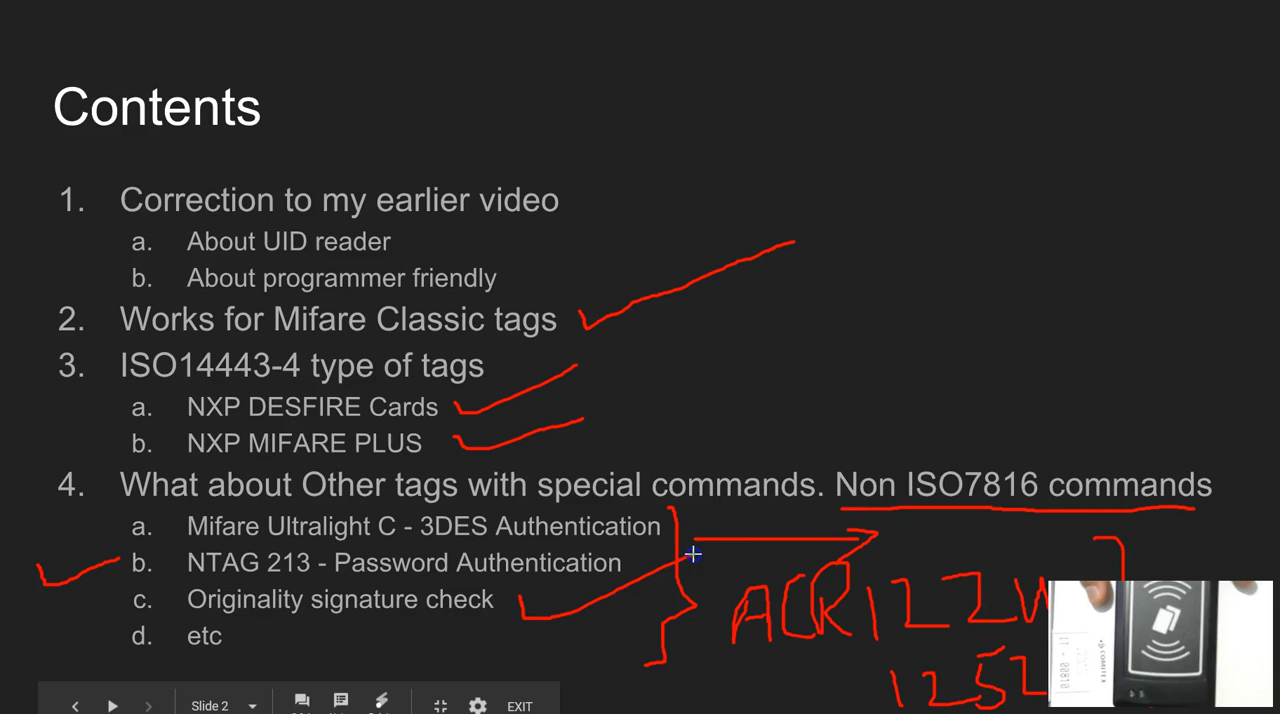 Contents
1. Correction to my earlier video
a. About UID reader
b. About programmer friendly
2. Works for Mifare Classic tags
3. ISO14443-4 type of tags
a. NXP DESFIRE Cards
b. NXP MIFARE PLUS
4. What about Other tags with special commands. Non ISO7816 commands
a. Mifare Ultralight C - 3DES Authentication
b. NTAG 213 - Password Authentication
c. Originality signature check
d. etc
ACR122U
1252
Slide 2 EXIT